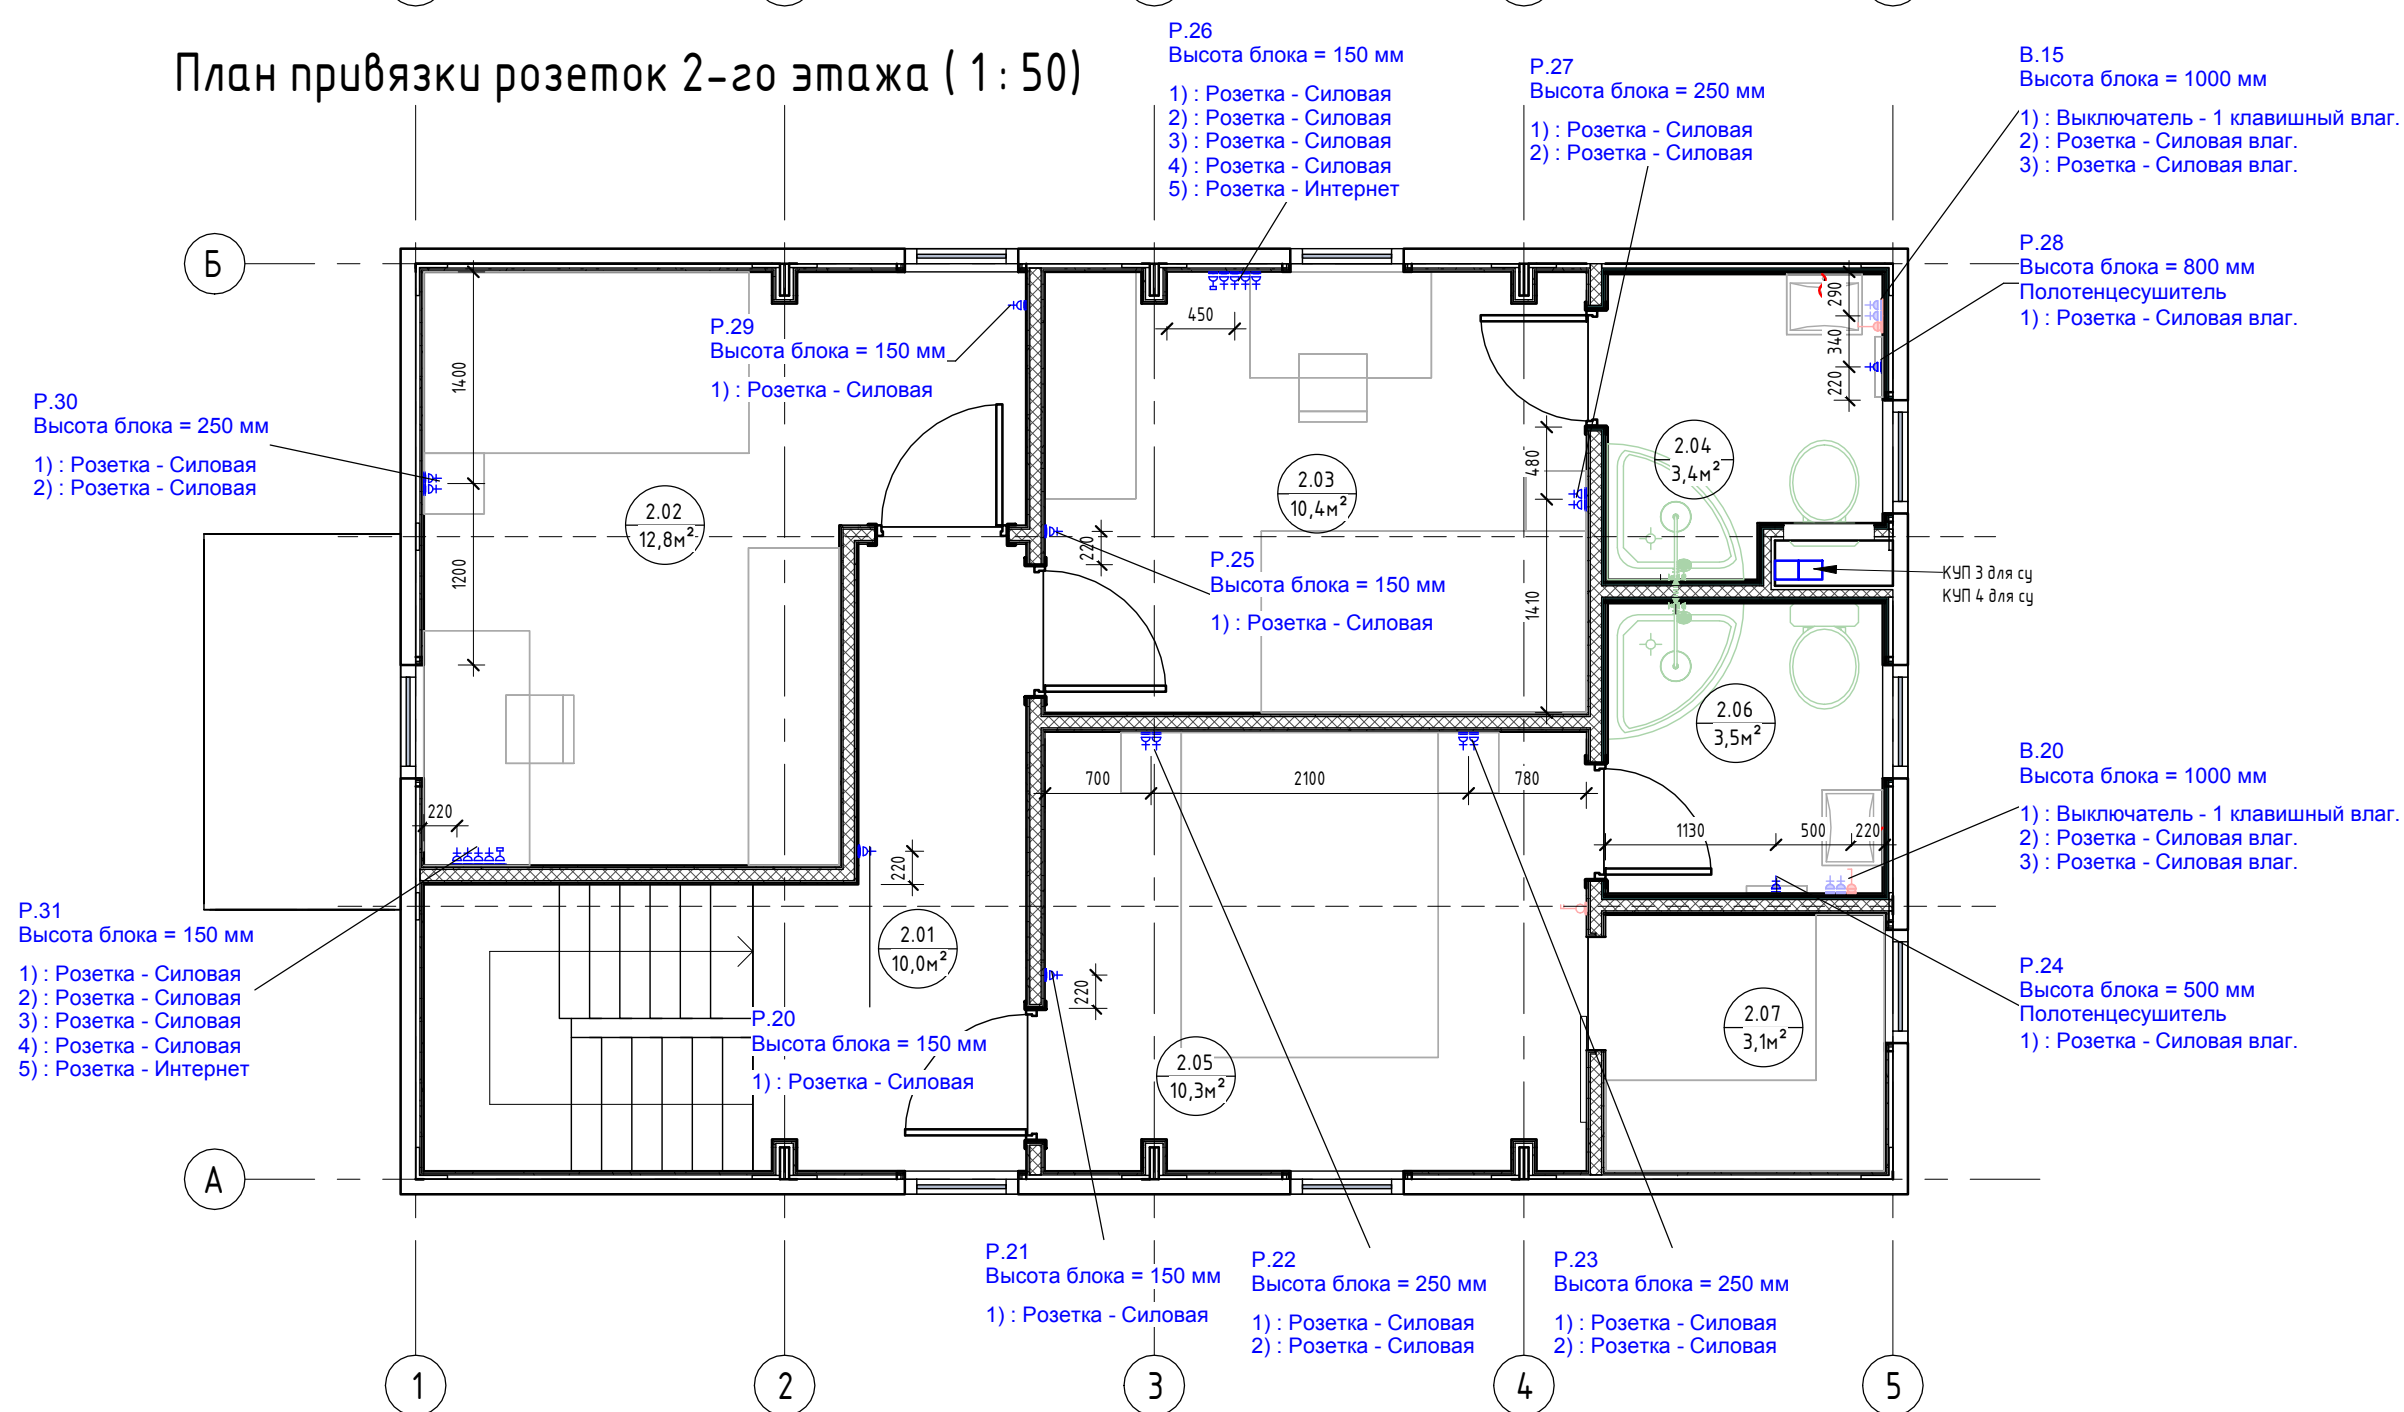 План привязки розеток 2-го этажа ( 1 : 50)
Р.26
Высота блока = 150 мм
1) : Розетка - Силовая
2) : Розетка - Силовая
3) : Розетка - Силовая
4) : Розетка - Силовая
5) : Розетка - Интернет
Р.27
Высота блока = 250 мм
1) : Розетка - Силовая
2) : Розетка - Силовая
В.15
Высота блока = 1000 мм
1) : Выключатель - 1 клавишный влаг.
2) : Розетка - Силовая влаг.
3) : Розетка - Силовая влаг.
Р.28
Высота блока = 800 мм
Полотенцесушитель
1) : Розетка - Силовая влаг.
Б
Р.29
Высота блока = 150 мм
1) : Розетка - Силовая
450
290
340
220
1400
Р.30
Высота блока = 250 мм
1) : Розетка - Силовая
2) : Розетка - Силовая
2.02
12,8м²
2.03
10,4м²
480
2.04
3,4м²
1200
220
Р.25
Высота блока = 150 мм
1) : Розетка - Силовая
1410
КУП 3 для су
КУП 4 для су
2.06
3,5м²
700
2100
780
В.20
Высота блока = 1000 мм
1) : Выключатель - 1 клавишный влаг.
2) : Розетка - Силовая влаг.
3) : Розетка - Силовая влаг.
220
220
1130
500
220
Р.31
Высота блока = 150 мм
1) : Розетка - Силовая
2) : Розетка - Силовая
3) : Розетка - Силовая
4) : Розетка - Силовая
5) : Розетка - Интернет
2.01
10,0м²
220
Р.24
Высота блока = 500 мм
Полотенцесушитель
1) : Розетка - Силовая влаг.
Р.20
Высота блока = 150 мм
1) : Розетка - Силовая
2.05
10,3м²
2.07
3,1м²
А
Р.21
Высота блока = 150 мм
1) : Розетка - Силовая
Р.22
Высота блока = 250 мм
1) : Розетка - Силовая
2) : Розетка - Силовая
Р.23
Высота блока = 250 мм
1) : Розетка - Силовая
2) : Розетка - Силовая
1
2
3
4
5